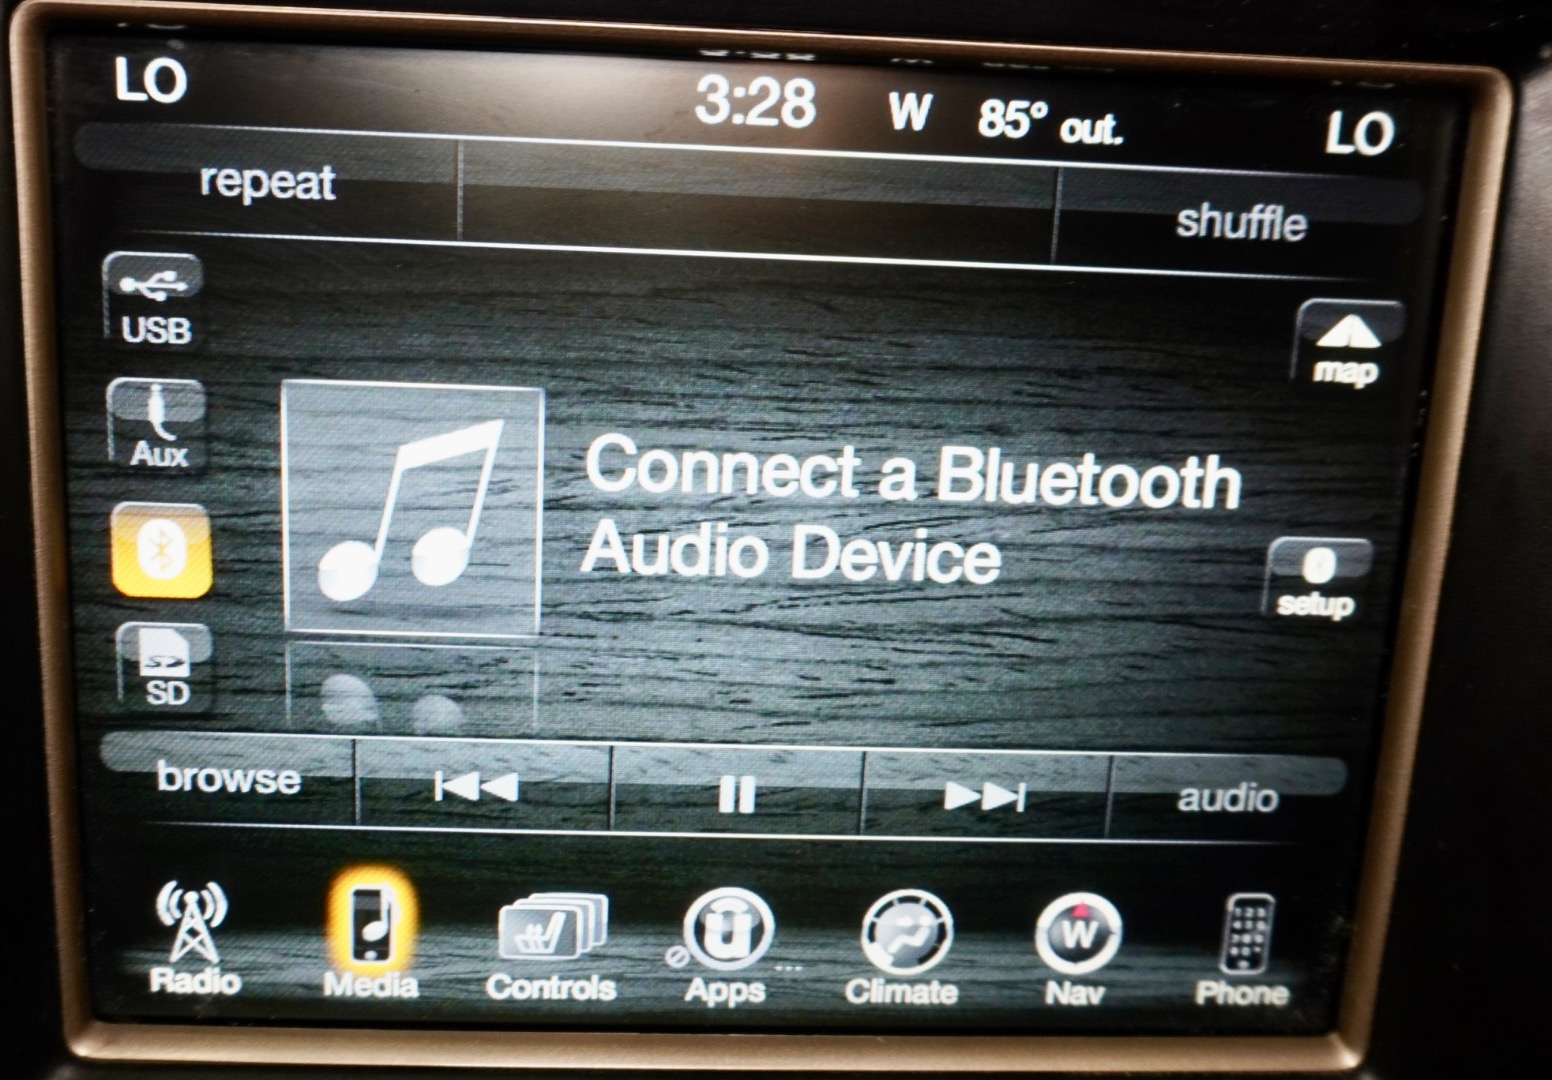 LO 3:28 W 85° out. LO
repeat shuffle
USB
map
Aux
Connect a Bluetooth
Audio Device
setup
SD
browse audio
W
Radio Media Controls Apps Climate Nav Phone